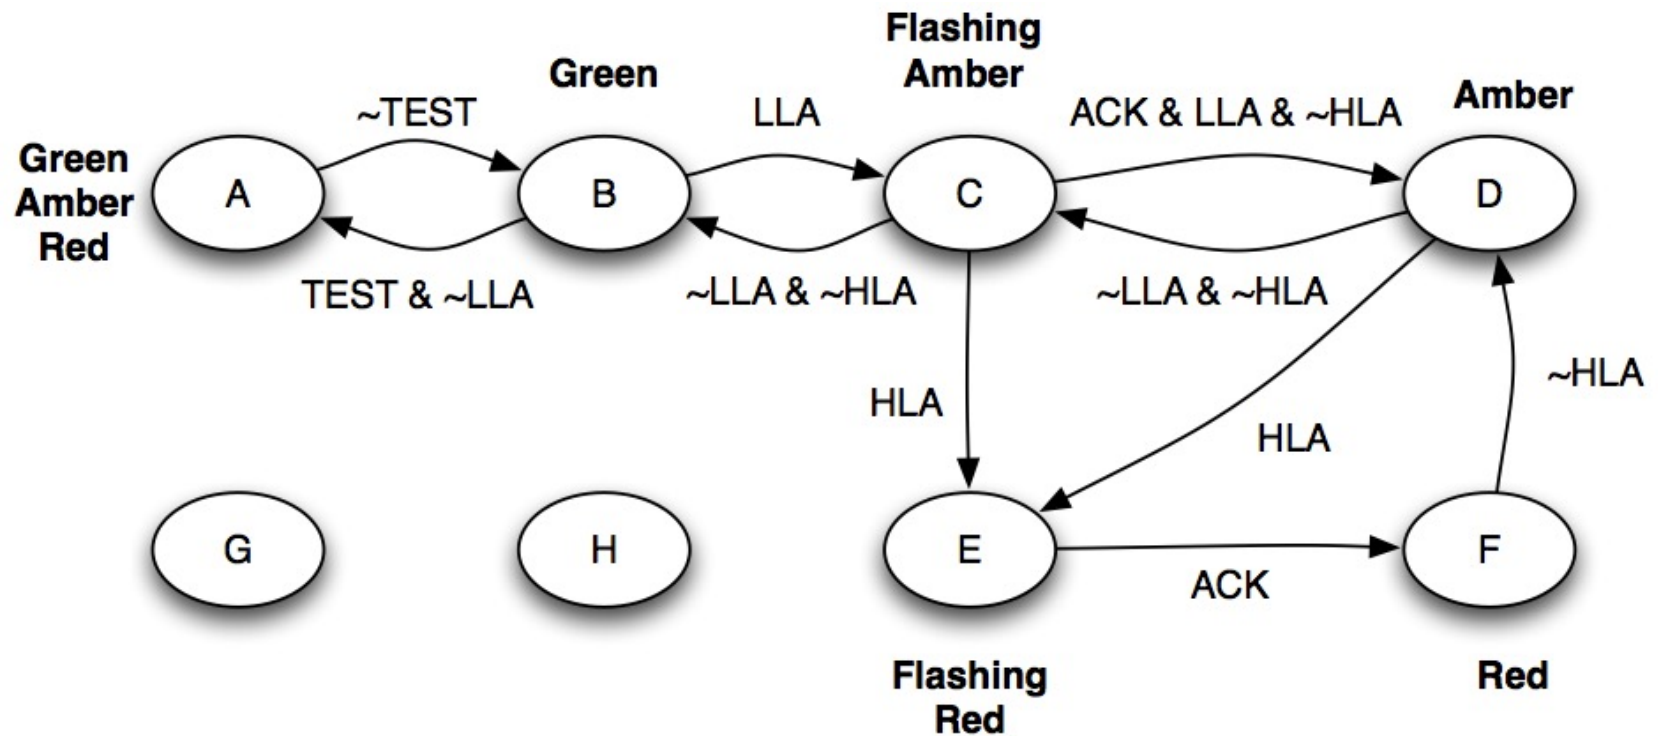 Flashing
Amber
Green
Amber
~TEST
LLA
ACK & LLA & ~HLA
Green
Amber
Red
A
B
C
D
TEST & ~LLA
~LLA & ~HLA
~LLA & ~HLA
~HLA
HLA
HLA
G
H
E
F
ACK
Flashing
Red
Red